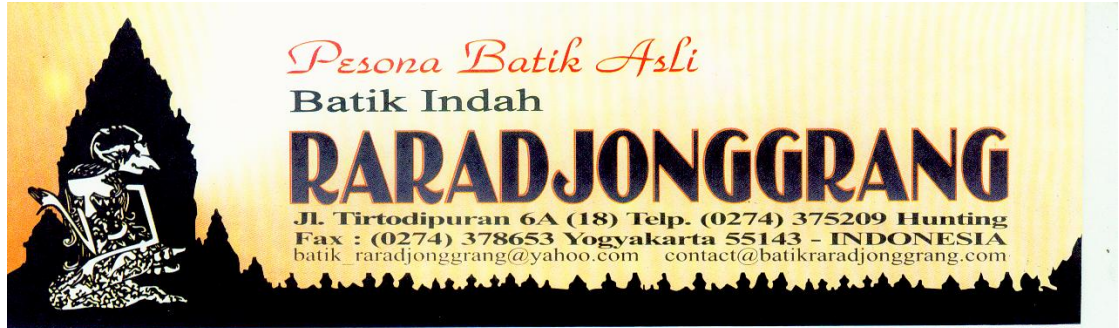 Pesona Batik Asli
Batik Indah
RARADJONGGRANG
Jl. Tirtodipuran 6A (18) Telp. (0274) 375209 Hunting
Fax : (0274) 378653 Yogyakarta 55143 - INDONESIA
batik_raradjonggrang@yahoo.com contact@batikraradjonggrang.com